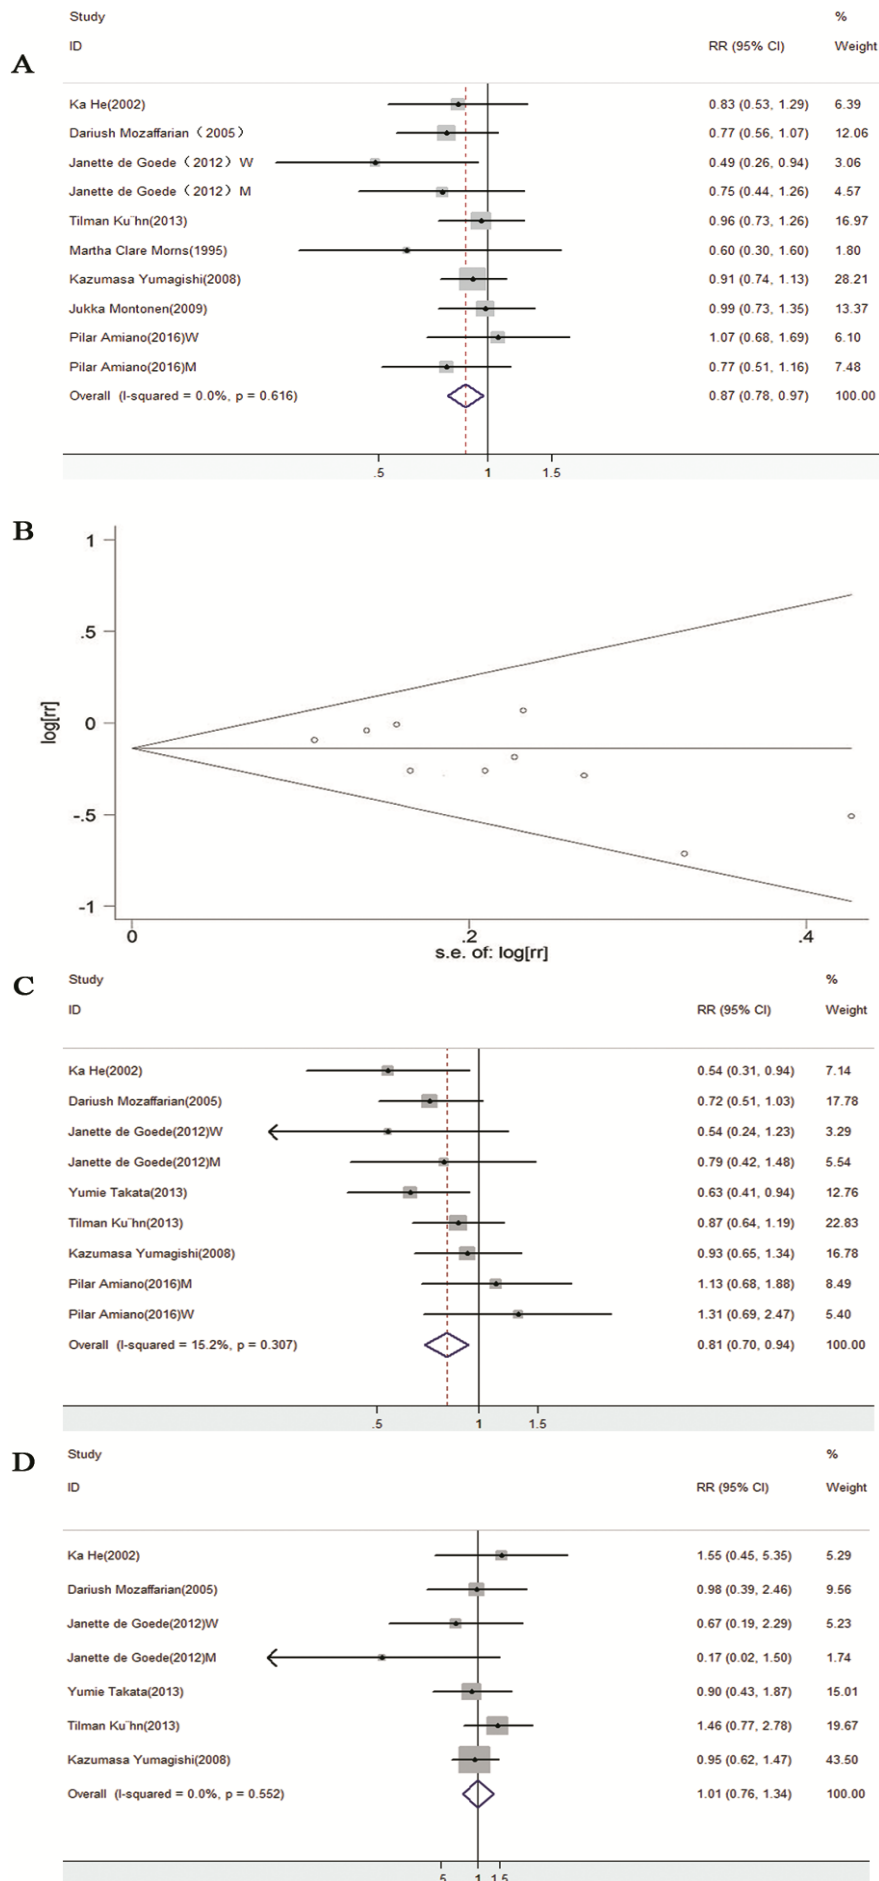 Study %
ID RR (95% CI) Weight
A
Ka He(2002) 0.83 (0.53, 1.29) 6.39
Dariush Mozaffarian（2005） 0.77 (0.56, 1.07) 12.06
Janette de Goede（2012）W 0.49 (0.26, 0.94) 3.06
Janette de Goede（2012）M 0.75 (0.44, 1.26) 4.57
Tilman Ku¨hn(2013) 0.96 (0.73, 1.26) 16.97
Martha Clare Morns(1995) 0.60 (0.30, 1.60) 1.80
Kazumasa Yumagishi(2008) 0.91 (0.74, 1.13) 28.21
Jukka Montonen(2009) 0.99 (0.73, 1.35) 13.37
Pilar Amiano(2016)W 1.07 (0.68, 1.69) 6.10
Pilar Amiano(2016)M 0.77 (0.51, 1.16) 7.48
Overall (I-squared = 0.0%, p = 0.616) 0.87 (0.78, 0.97) 100.00
.5 1 1.5
B
1
.5
0
-.5
-1
log[rr]
0 .2 .4
s.e. of: log[rr]
C
Study %
ID RR (95% CI) Weight
Ka He(2002) 0.54 (0.31, 0.94) 7.14
Dariush Mozaffarian(2005) 0.72 (0.51, 1.03) 17.78
Janette de Goede(2012)W 0.54 (0.24, 1.23) 3.29
Janette de Goede(2012)M 0.79 (0.42, 1.48) 5.54
Yumie Takata(2013) 0.63 (0.41, 0.94) 12.76
Tilman Ku¨hn(2013) 0.87 (0.64, 1.19) 22.83
Kazumasa Yumagishi(2008) 0.93 (0.65, 1.34) 16.78
Pilar Amiano(2016)M 1.13 (0.68, 1.88) 8.49
Pilar Amiano(2016)W 1.31 (0.69, 2.47) 5.40
Overall (I-squared = 15.2%, p = 0.307) 0.81 (0.70, 0.94) 100.00
.5 1 1.5
D
Study %
ID RR (95% CI) Weight
Ka He(2002) 1.55 (0.45, 5.35) 5.29
Dariush Mozaffarian(2005) 0.98 (0.39, 2.46) 9.56
Janette de Goede(2012)W 0.67 (0.19, 2.29) 5.23
Janette de Goede(2012)M 0.17 (0.02, 1.50) 1.74
Yumie Takata(2013) 0.90 (0.43, 1.87) 15.01
Tilman Ku¨hn(2013) 1.46 (0.77, 2.78) 19.67
Kazumasa Yumagishi(2008) 0.95 (0.62, 1.47) 43.50
Overall (I-squared = 0.0%, p = 0.552) 1.01 (0.76, 1.34) 100.00
.5 1 1.5